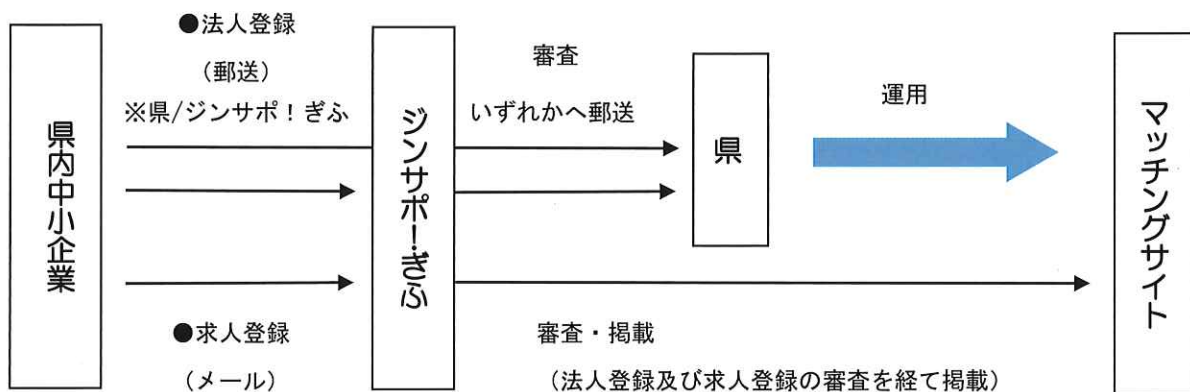 ●法人登録
（郵送）
※県/ジンサポ！ぎふ
審査
いずれかへ郵送
運用
県内中小企業
ジンサポ！ぎふ
県
マッチングサイト
●求人登録
（メール）
審査・掲載
（法人登録及び求人登録の審査を経て掲載）